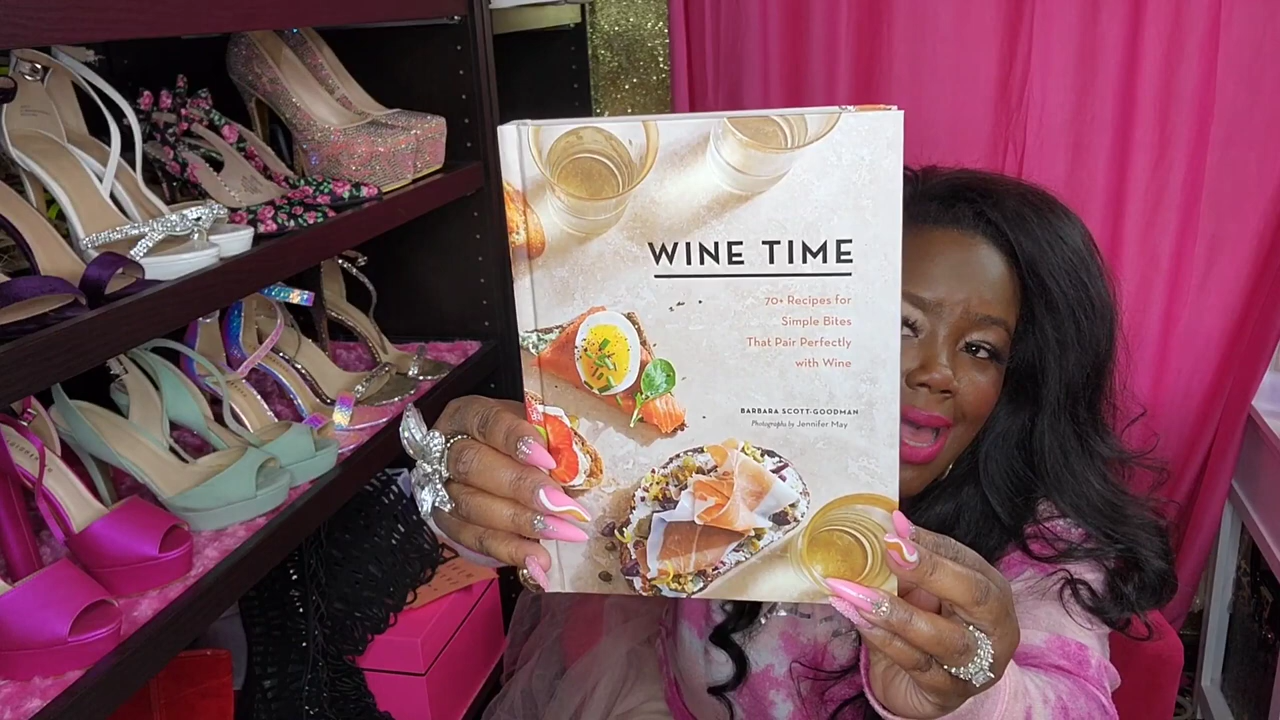 WINE TIME
70+ Recipes for
Simple Bites
That Pair Perfectly
with Wine
BARBARA SCOTT-GOODMAN
Photographs by Jennifer May